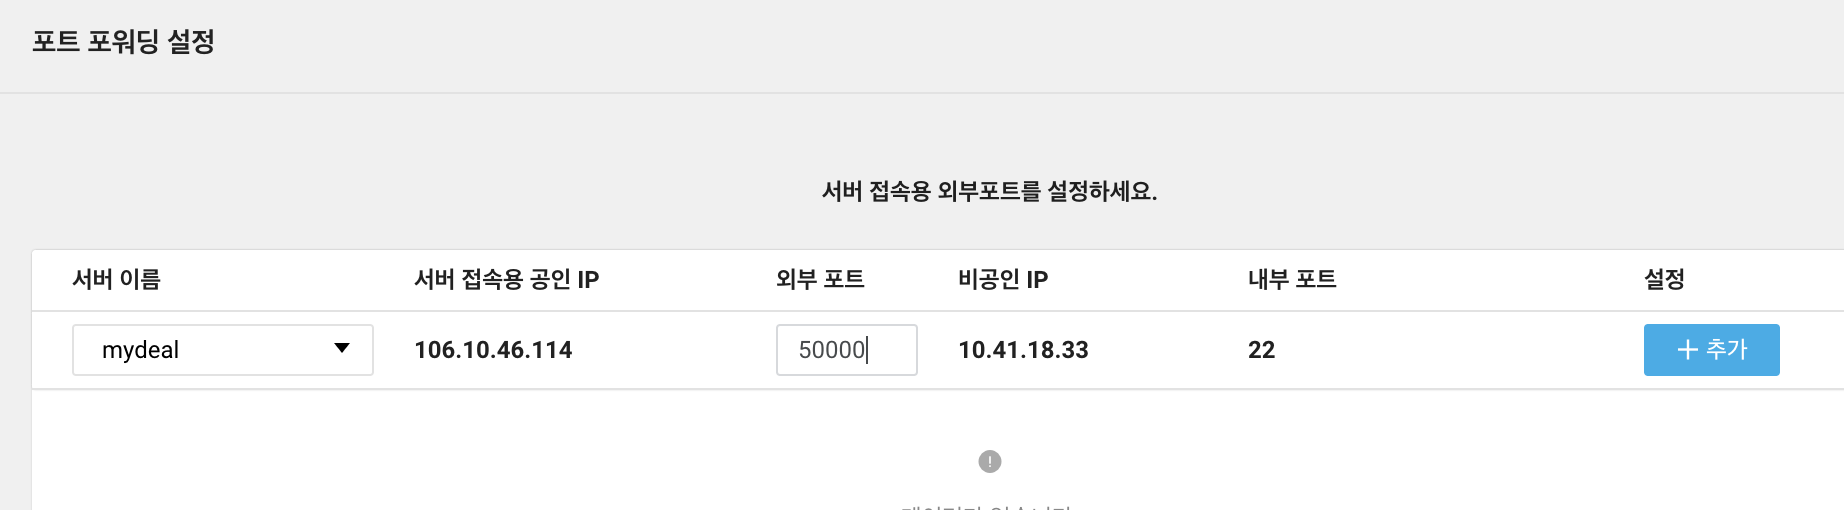 포트 포워딩 설정
서버 접속용 외부포트를 설정하세요.
서버 이름 서버 접속용 공인 IP 외부 포트 비공인 IP 내부 포트 설정
mydeal 106.10.46.114 50000 10.41.18.33 22 + 추가